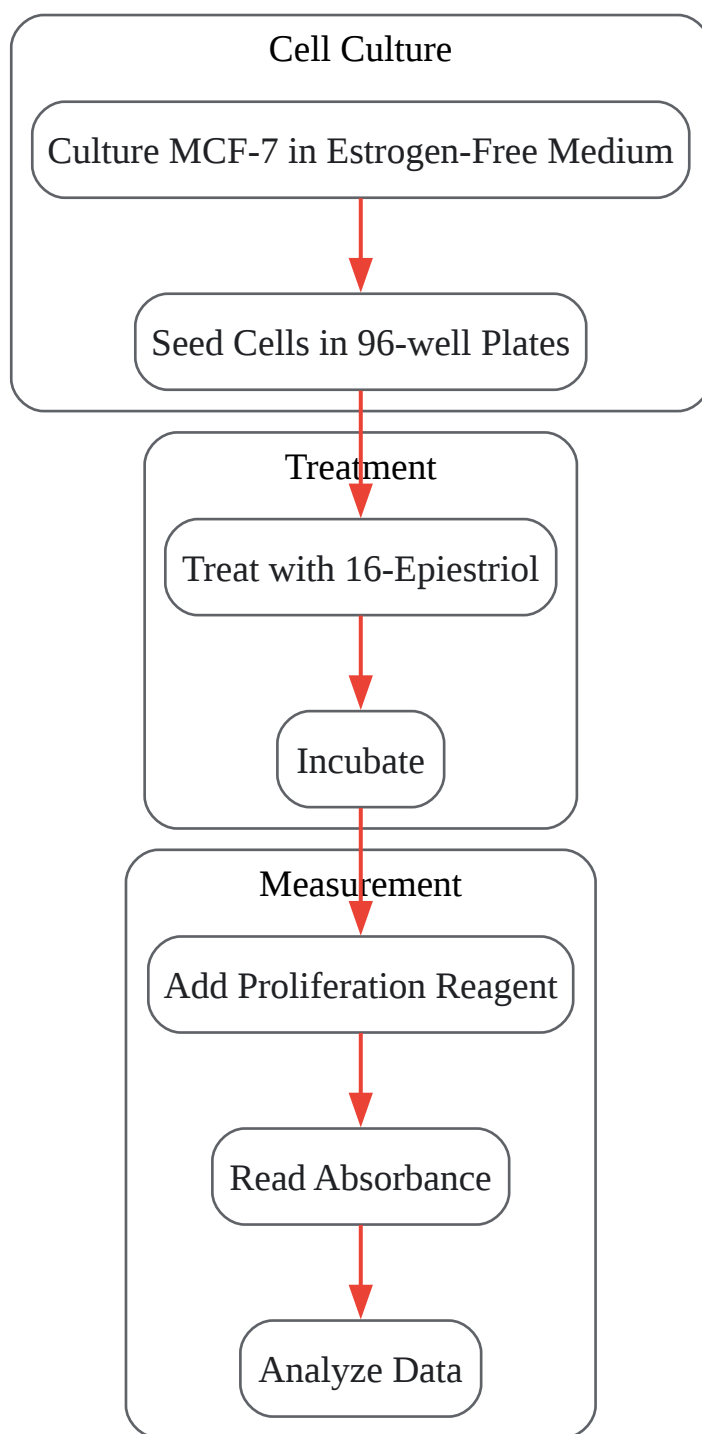 Cell Culture
Culture MCF-7 in Estrogen-Free Medium
Seed Cells in 96-well Plates
Treatment
Treat with 16-Epiestriol
Incubate
Measurement
Add Proliferation Reagent
Read Absorbance
Analyze Data